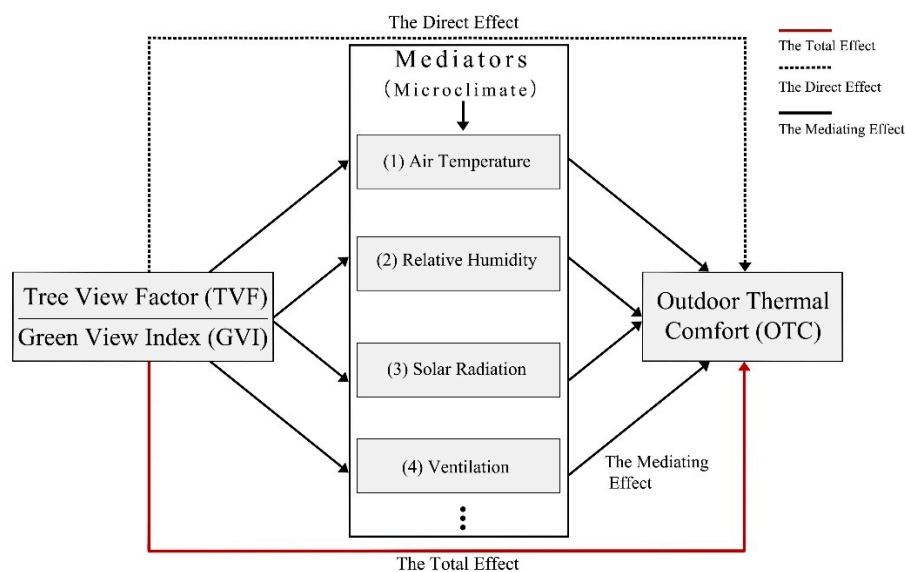 The Direct Effect
Mediators
(Microclimate)
(1) Air Temperature
(2) Relative Humidity
(3) Solar Radiation
(4) Ventilation
Tree View Factor (TVF)
Green View Index (GVI)
Outdoor Thermal
Comfort (OTC)
The Mediating
Effect
The Total Effect
The Total Effect
The Direct Effect
The Mediating Effect